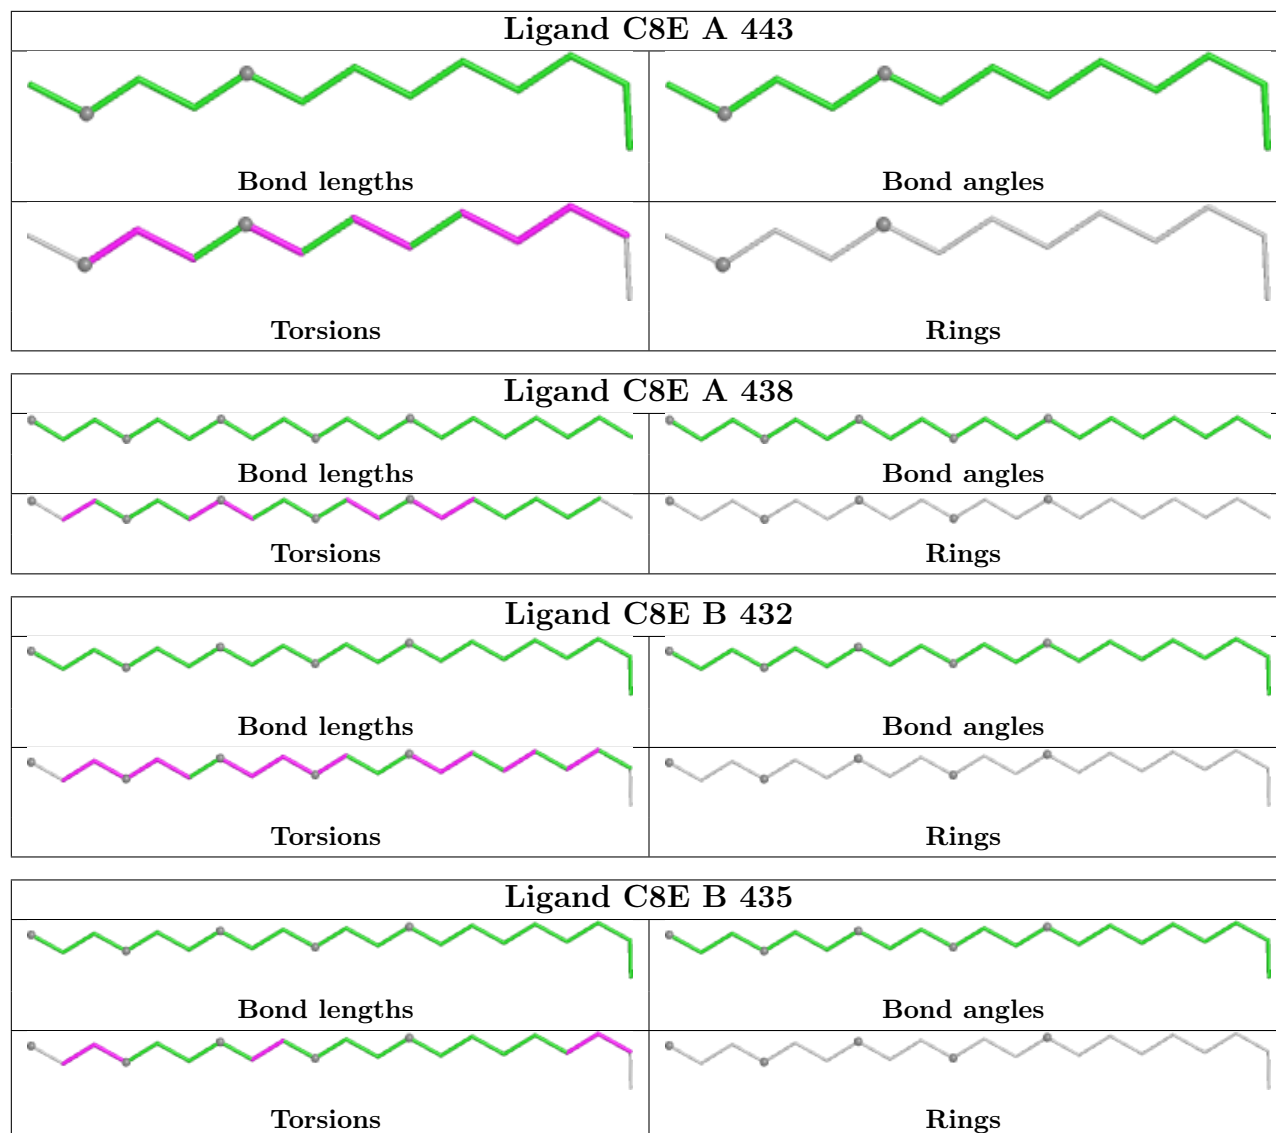 Ligand C8E A 443
Bond lengths
Bond angles
Torsions
Rings
Ligand C8E A 438
Bond lengths
Bond angles
Torsions
Rings
Ligand C8E B 432
Bond lengths
Bond angles
Torsions
Rings
Ligand C8E B 435
Bond lengths
Bond angles
Torsions
Rings